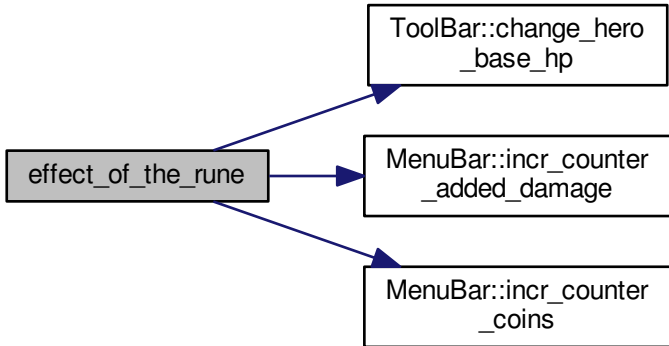 ToolBar::change_hero
_base_hp
effect_of_the_rune
MenuBar::incr_counter
_added_damage
MenuBar::incr_counter
_coins